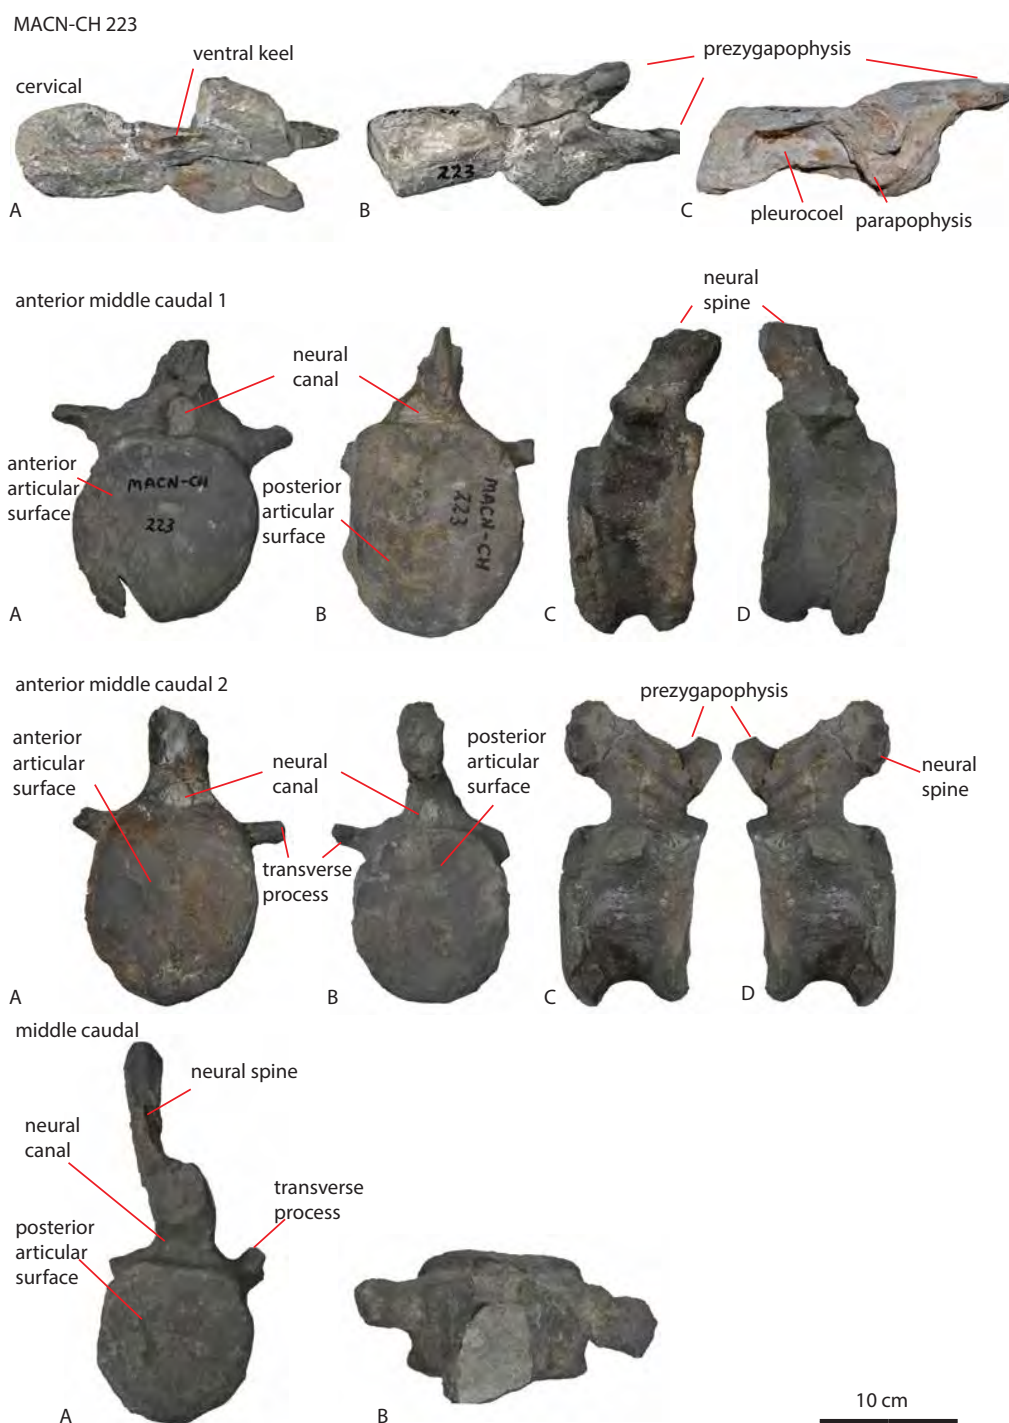 MACN-CH 223
ventral keel
prezygapophysis
cervical
223
A
B
C
pleurocoel
parapophysis
anterior middle caudal 1
neural
spine
neural
canal
anterior
articular
surface
MACN-CH
223
posterior
articular
surface
MACN-CH
223
A
B
C
D
anterior middle caudal 2
prezygapophysis
anterior
articular
surface
neural
canal
posterior
articular
surface
neural
spine
transverse
process
A
B
C
D
middle caudal
neural spine
neural
canal
transverse
process
posterior
articular
surface
A
B
10 cm